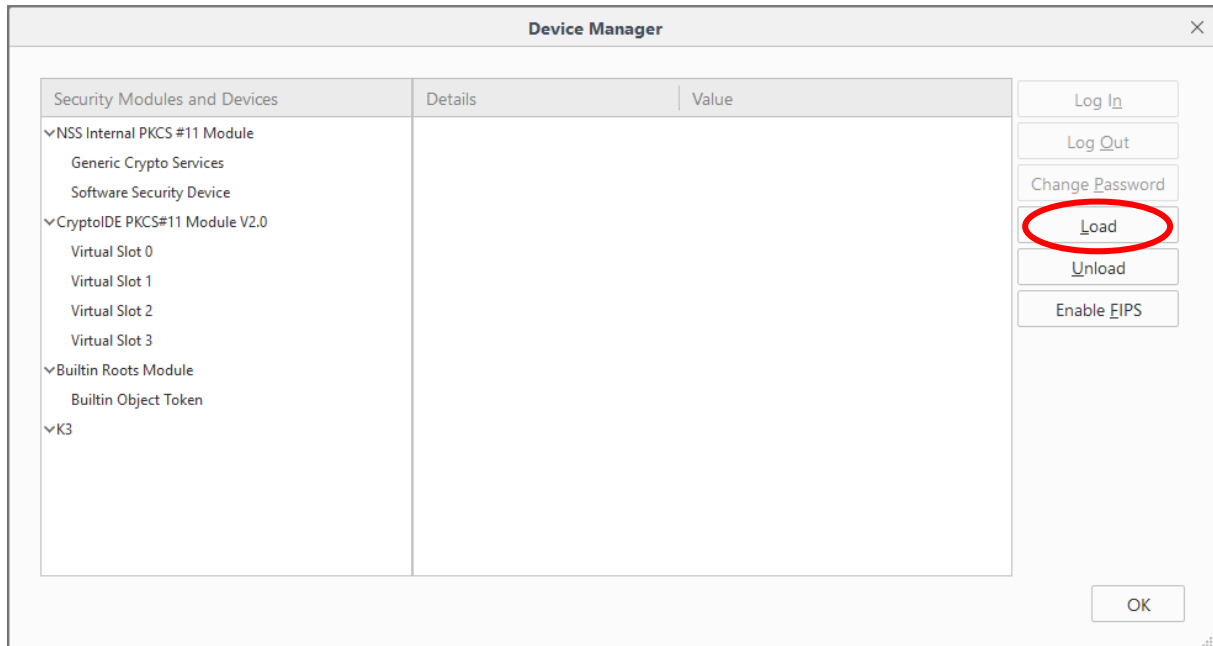 Device Manager
Security Modules and Devices
Details
Value
Log In
NSS Internal PKCS #11 Module
Log Out
Generic Crypto Services
Software Security Device
Change Password
CryptoIDE PKCS#11 Module V2.0
Load
Virtual Slot 0
Virtual Slot 1
Unload
Virtual Slot 2
Enable FIPS
Virtual Slot 3
Builtin Roots Module
Builtin Object Token
K3
OK